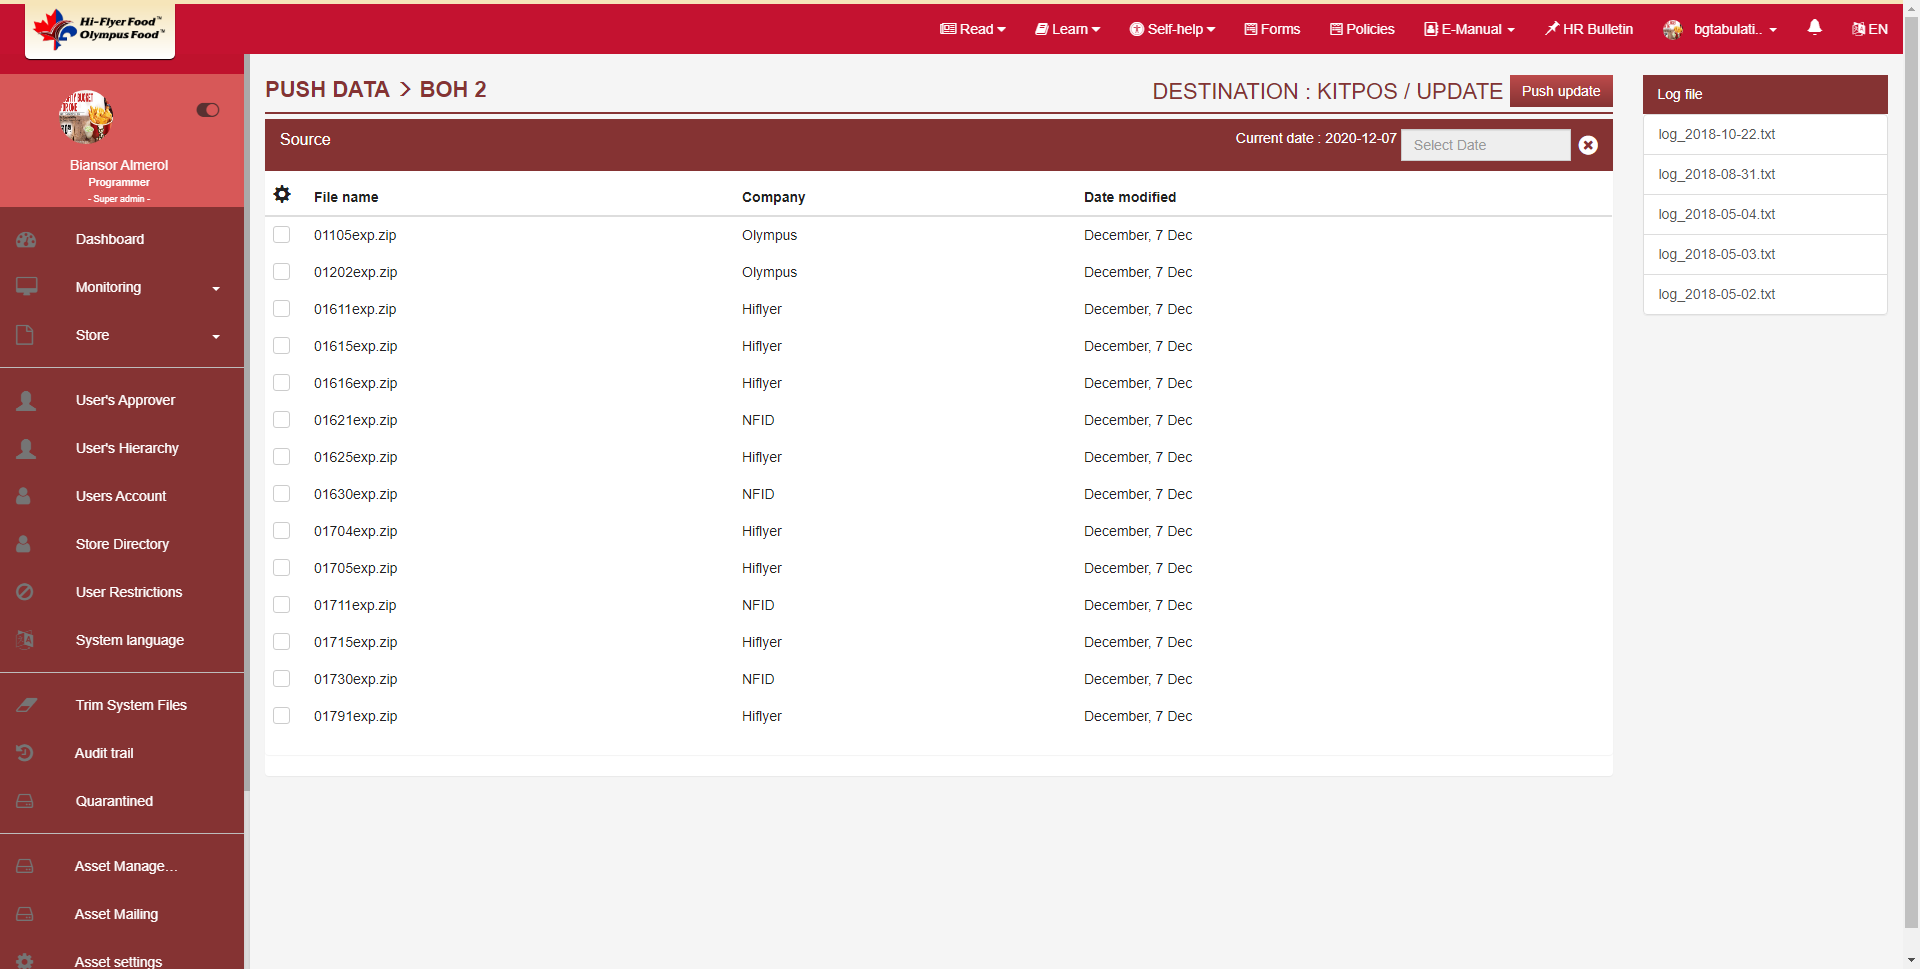 Hi-Flyer Food™
Olympus Food™
Read
Learn
Self-help
Forms
Policies
E-Manual
HR Bulletin
bgtabulati..
EN
Biansor Almerol
Programmer
- Super admin -
Dashboard
Monitoring
Store
User's Approver
User's Hierarchy
Users Account
Store Directory
User Restrictions
System language
Trim System Files
Audit trail
Quarantined
Asset Manage...
Asset Mailing
Asset settings
PUSH DATA > BOH 2
DESTINATION : KITPOS / UPDATE
Push update
Source
Current date : 2020-12-07
Select Date
File name Company Date modified
01105exp.zip Olympus December, 7 Dec
01202exp.zip Olympus December, 7 Dec
01611exp.zip Hiflyer December, 7 Dec
01615exp.zip Hiflyer December, 7 Dec
01616exp.zip Hiflyer December, 7 Dec
01621exp.zip NFID December, 7 Dec
01625exp.zip Hiflyer December, 7 Dec
01630exp.zip NFID December, 7 Dec
01704exp.zip Hiflyer December, 7 Dec
01705exp.zip Hiflyer December, 7 Dec
01711exp.zip NFID December, 7 Dec
01715exp.zip Hiflyer December, 7 Dec
01730exp.zip NFID December, 7 Dec
01791exp.zip Hiflyer December, 7 Dec
Log file
log_2018-10-22.txt
log_2018-08-31.txt
log_2018-05-04.txt
log_2018-05-03.txt
log_2018-05-02.txt